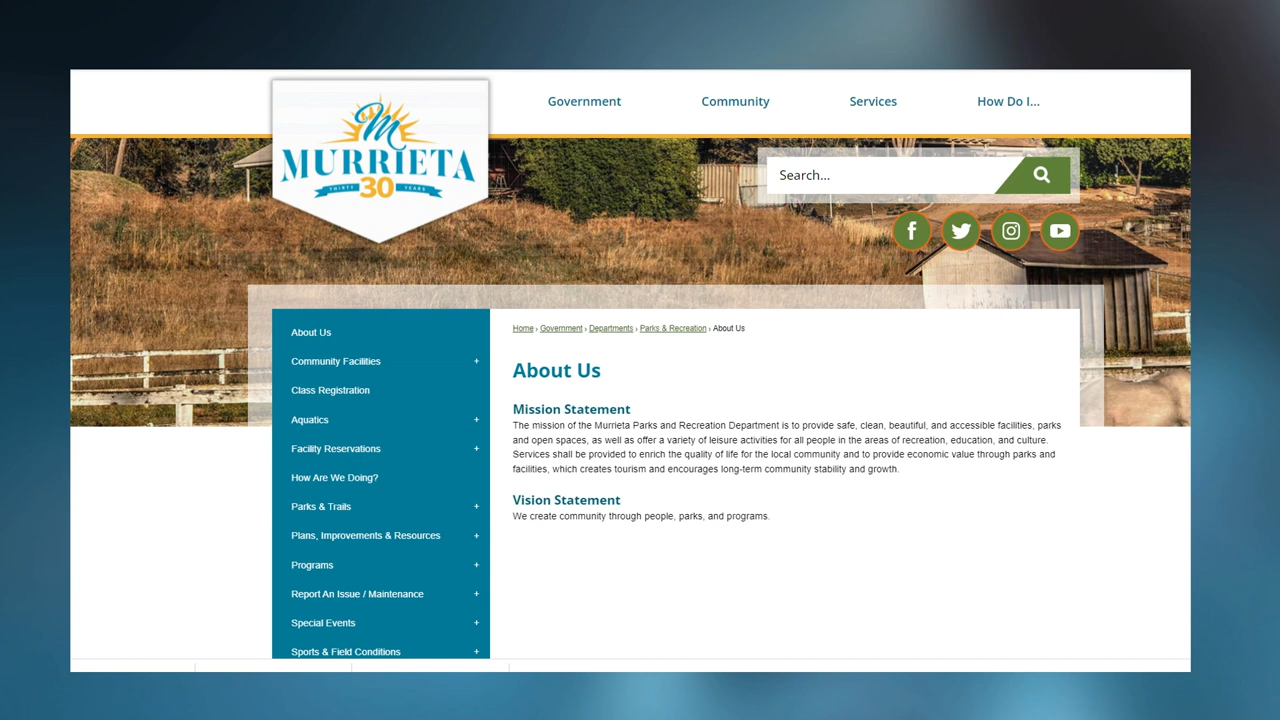 Government
Community
Services
How Do I...
M
MURRIETA
THIRTY 30 YEARS
Search...
About Us
Community Facilities +
Class Registration
Aquatics +
Facility Reservations +
How Are We Doing?
Parks & Trails +
Plans, Improvements & Resources +
Programs +
Report An Issue / Maintenance +
Special Events +
Sports & Field Conditions +
Home › Government › Departments › Parks & Recreation › About Us
About Us
Mission Statement
The mission of the Murrieta Parks and Recreation Department is to provide safe, clean, beautiful, and accessible facilities, parks
and open spaces, as well as offer a variety of leisure activities for all people in the areas of recreation, education, and culture.
Services shall be provided to enrich the quality of life for the local community and to provide economic value through parks and
facilities, which creates tourism and encourages long-term community stability and growth.
Vision Statement
We create community through people, parks, and programs.